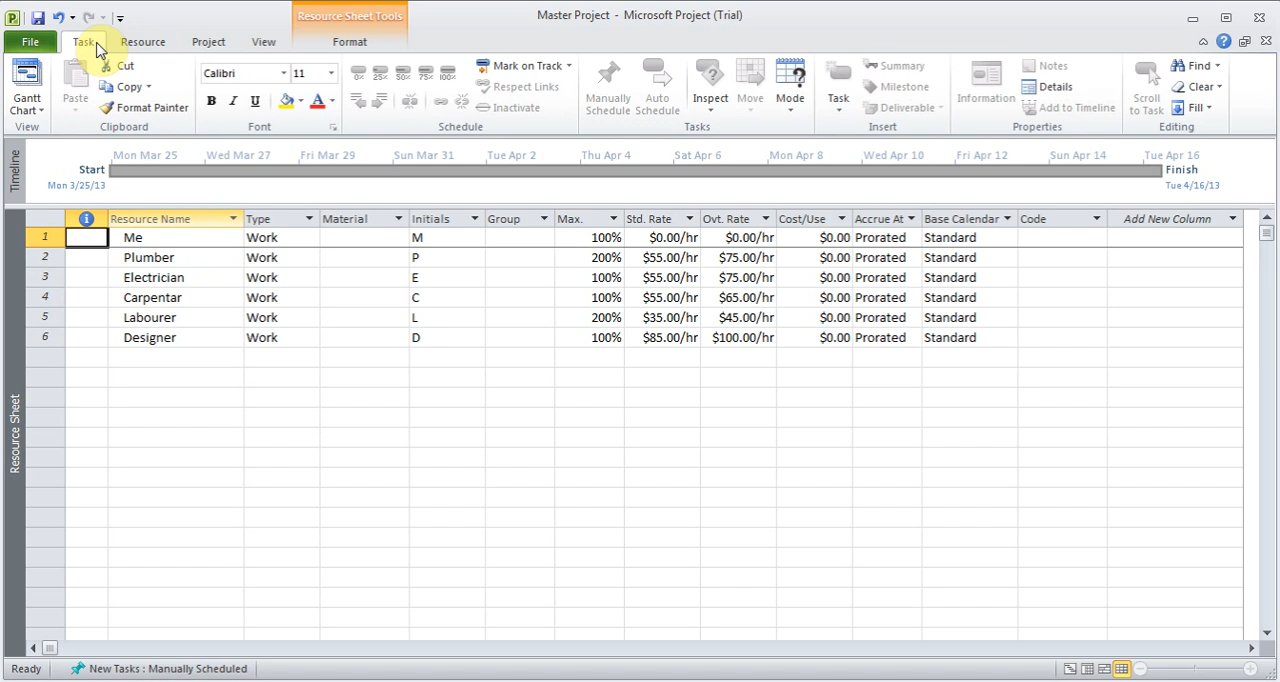 Resource Sheet Tools
Master Project - Microsoft Project (Trial)
File Task Resource Project View Format
Gantt Chart
Paste
Cut
Copy
Format Painter
Calibri 11
B I U A
0% 25% 50% 75% 100%
Mark on Track
Respect Links
Inactivate
Manually Schedule
Auto Schedule
Inspect
Move
Mode
Task
Summary
Milestone
Deliverable
Information
Notes
Details
Add to Timeline
Scroll to Task
Find
Clear
Fill
View Clipboard Font Schedule Tasks Insert Properties Editing
Timeline
Mon Mar 25 Wed Mar 27 Fri Mar 29 Sun Mar 31 Tue Apr 2 Thu Apr 4 Sat Apr 6 Mon Apr 8 Wed Apr 10 Fri Apr 12 Sun Apr 14 Tue Apr 16
Start Finish
Mon 3/25/13 Tue 4/16/13
Resource Name Type Material Initials Group Max. Std. Rate Ovt. Rate Cost/Use Accrue At Base Calendar Code Add New Column
1 Me Work M 100% $0.00/hr $0.00/hr $0.00 Prorated Standard
2 Plumber Work P 200% $55.00/hr $75.00/hr $0.00 Prorated Standard
3 Electrician Work E 100% $55.00/hr $75.00/hr $0.00 Prorated Standard
4 Carpentar Work C 100% $55.00/hr $65.00/hr $0.00 Prorated Standard
5 Labourer Work L 200% $35.00/hr $45.00/hr $0.00 Prorated Standard
6 Designer Work D 100% $85.00/hr $100.00/hr $0.00 Prorated Standard
Resource Sheet
Ready New Tasks : Manually Scheduled